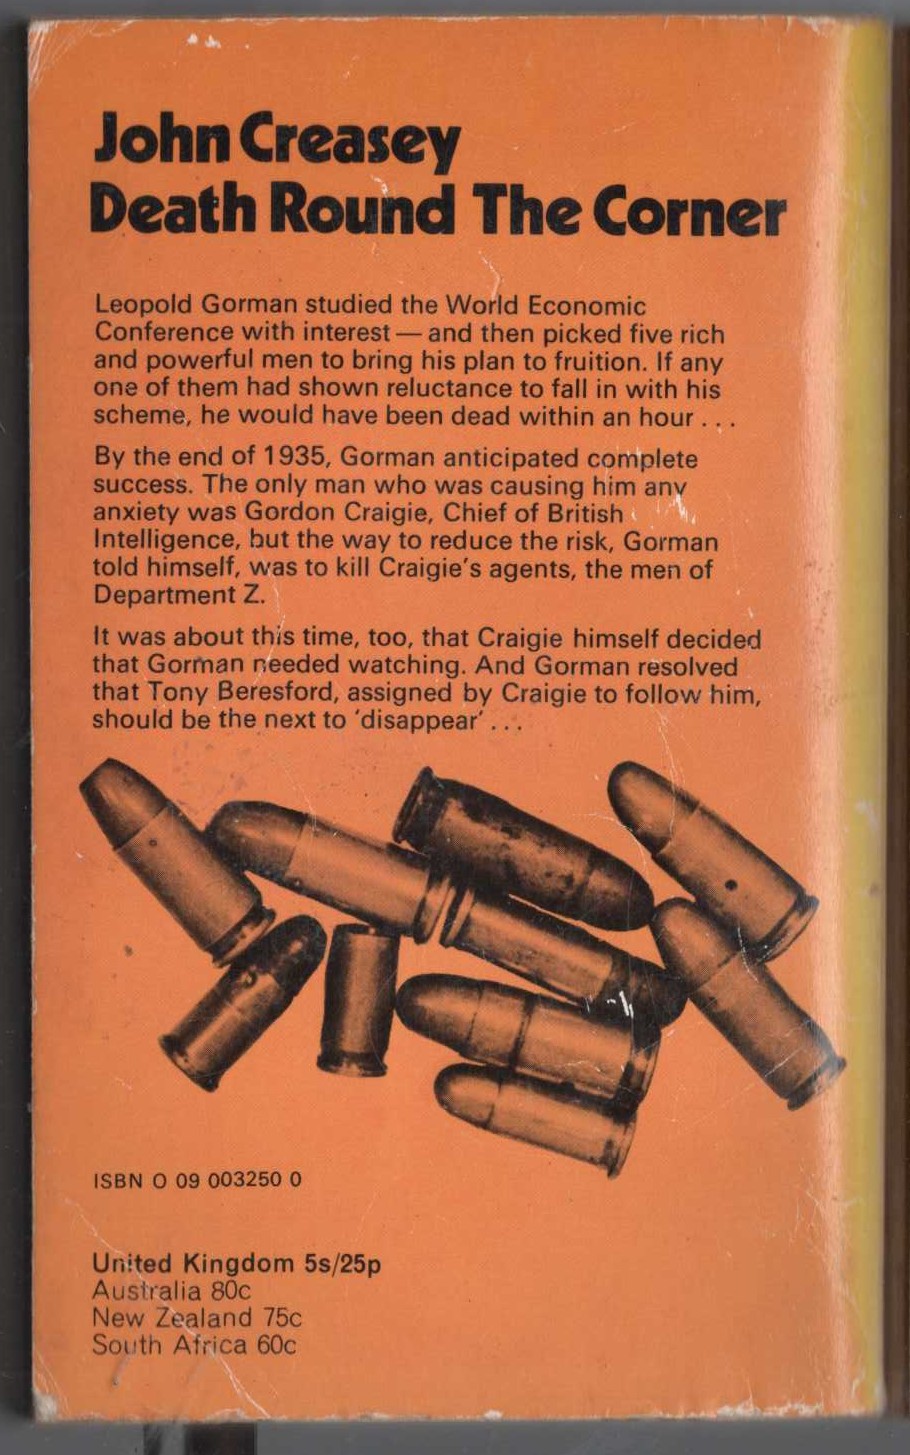 John Creasey
Death Round The Corner
Leopold Gorman studied the World Economic
Conference with interest — and then picked five rich
and powerful men to bring his plan to fruition. If any
one of them had shown reluctance to fall in with his
scheme, he would have been dead within an hour . . .
By the end of 1935, Gorman anticipated complete
success. The only man who was causing him any
anxiety was Gordon Craigie, Chief of British
Intelligence, but the way to reduce the risk, Gorman
told himself, was to kill Craigie's agents, the men of
Department Z.
It was about this time, too, that Craigie himself decided
that Gorman needed watching. And Gorman resolved
that Tony Beresford, assigned by Craigie to follow him,
should be the next to 'disappear' . . .
ISBN O 09 003250 0
United Kingdom 5s/25p
Australia 80c
New Zealand 75c
South Africa 60c